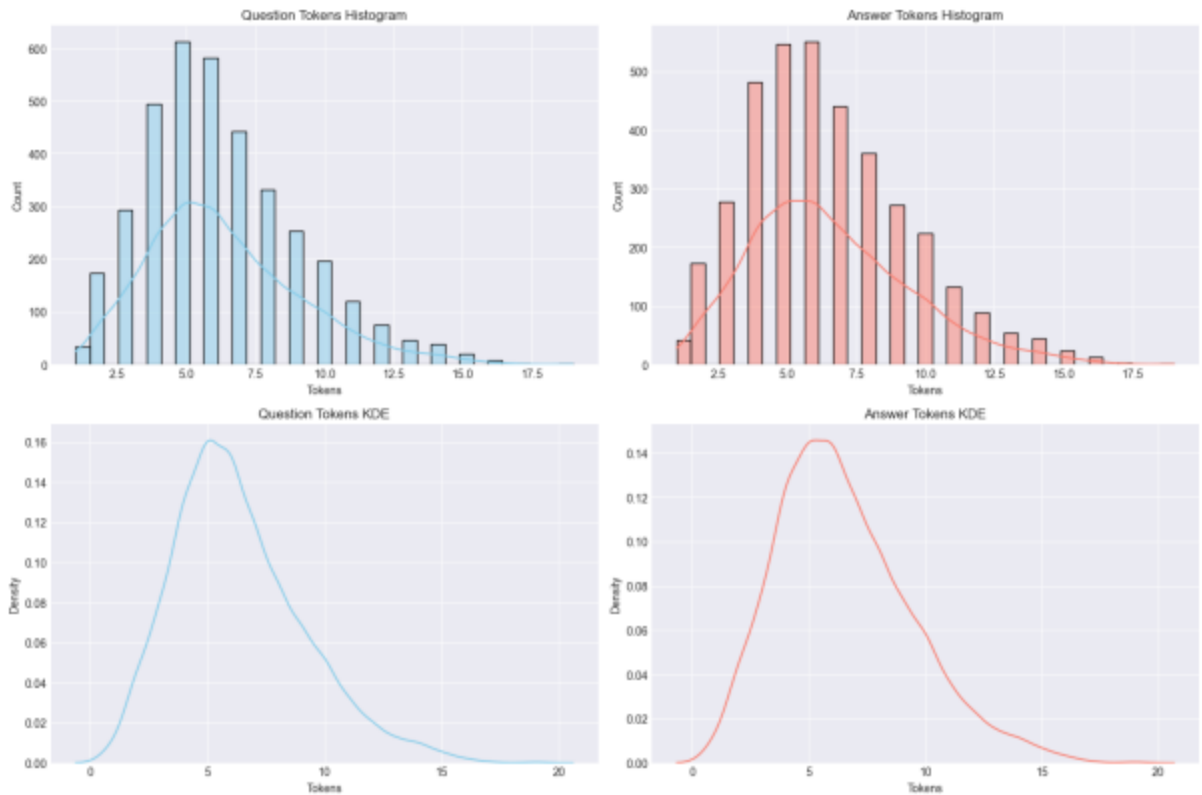 Question Tokens Histogram
600
500
400
300
200
100
0
Count
2.5 5.0 7.5 10.0 12.5 15.0 17.5
Tokens
Answer Tokens Histogram
500
400
300
200
100
0
Count
2.5 5.0 7.5 10.0 12.5 15.0 17.5
Tokens
Question Tokens KDE
0.16
0.14
0.12
0.10
0.08
0.06
0.04
0.02
0.00
Density
0 5 10 15 20
Tokens
Answer Tokens KDE
0.14
0.12
0.10
0.08
0.06
0.04
0.02
0.00
Density
0 5 10 15 20
Tokens